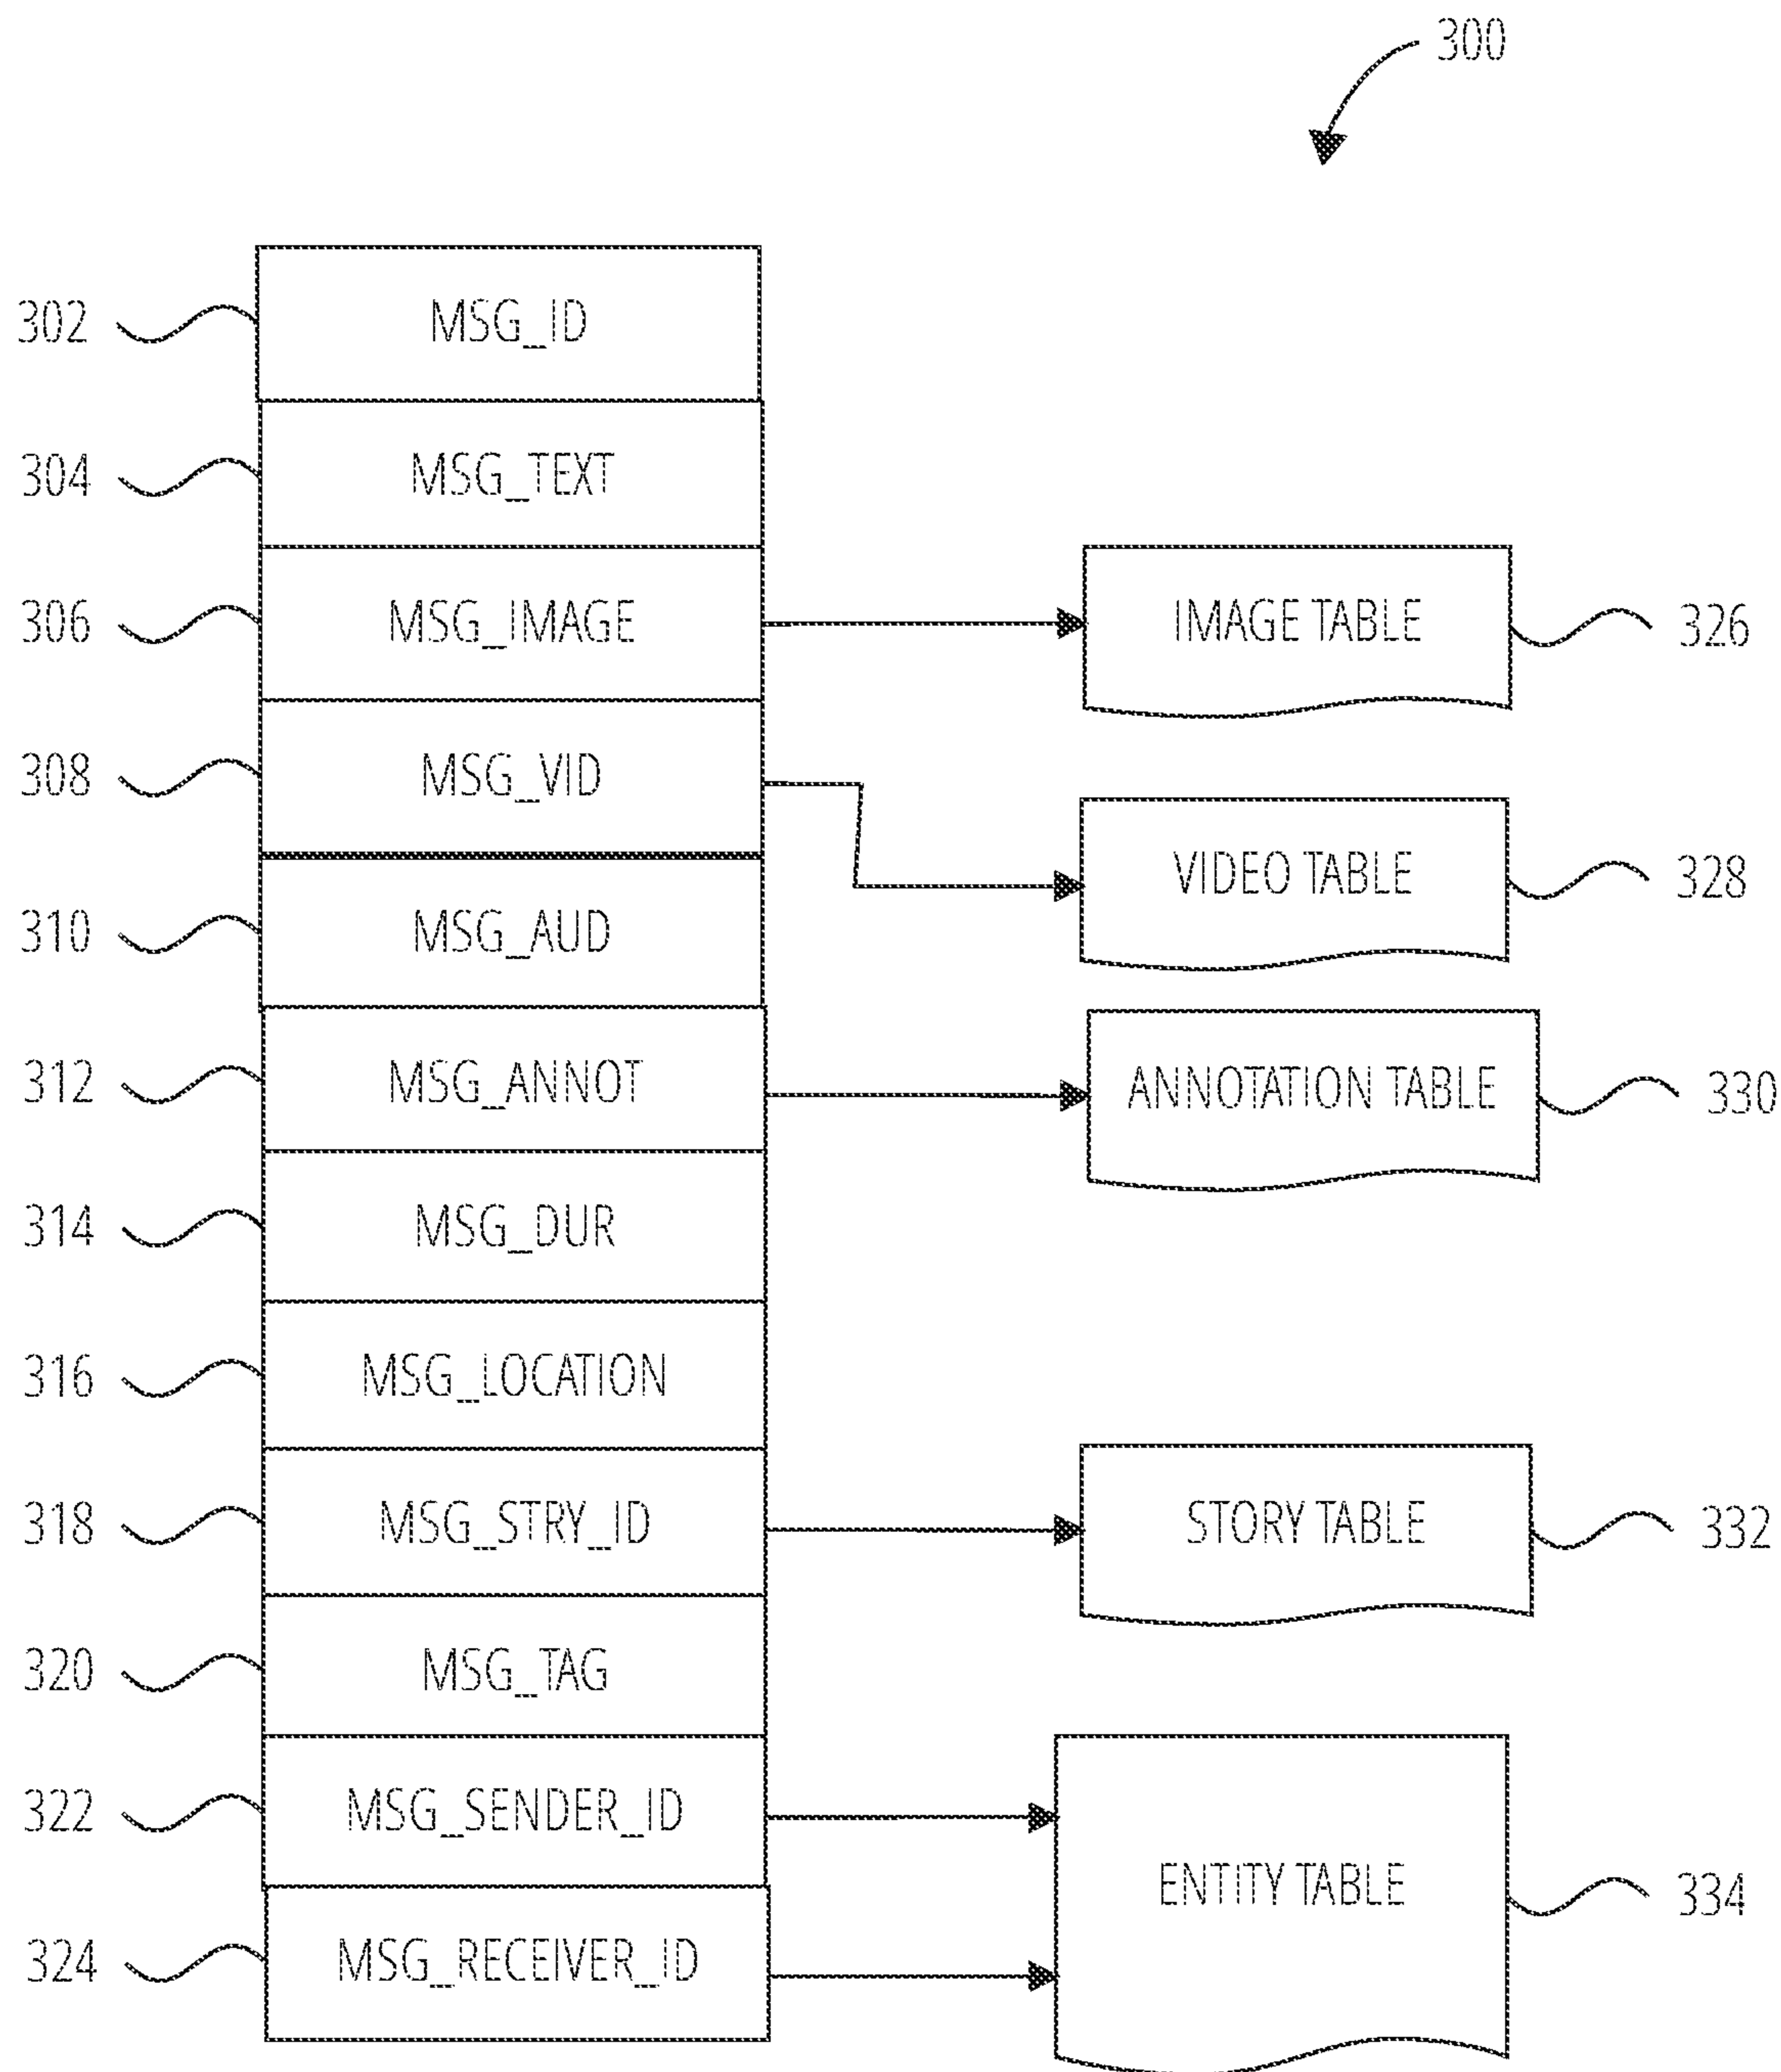 300
302 MSG_ID
304 MSG_TEXT
306 MSG_IMAGE IMAGE TABLE 326
308 MSG_VID
VIDEO TABLE 328
310 MSG_AUD
312 MSG_ANNOT ANNOTATION TABLE 330
314 MSG_DUR
316 MSG_LOCATION
318 MSG_STRY_ID STORY TABLE 332
320 MSG_TAG
322 MSG_SENDER_ID
ENTITY TABLE 334
324 MSG_RECEIVER_ID